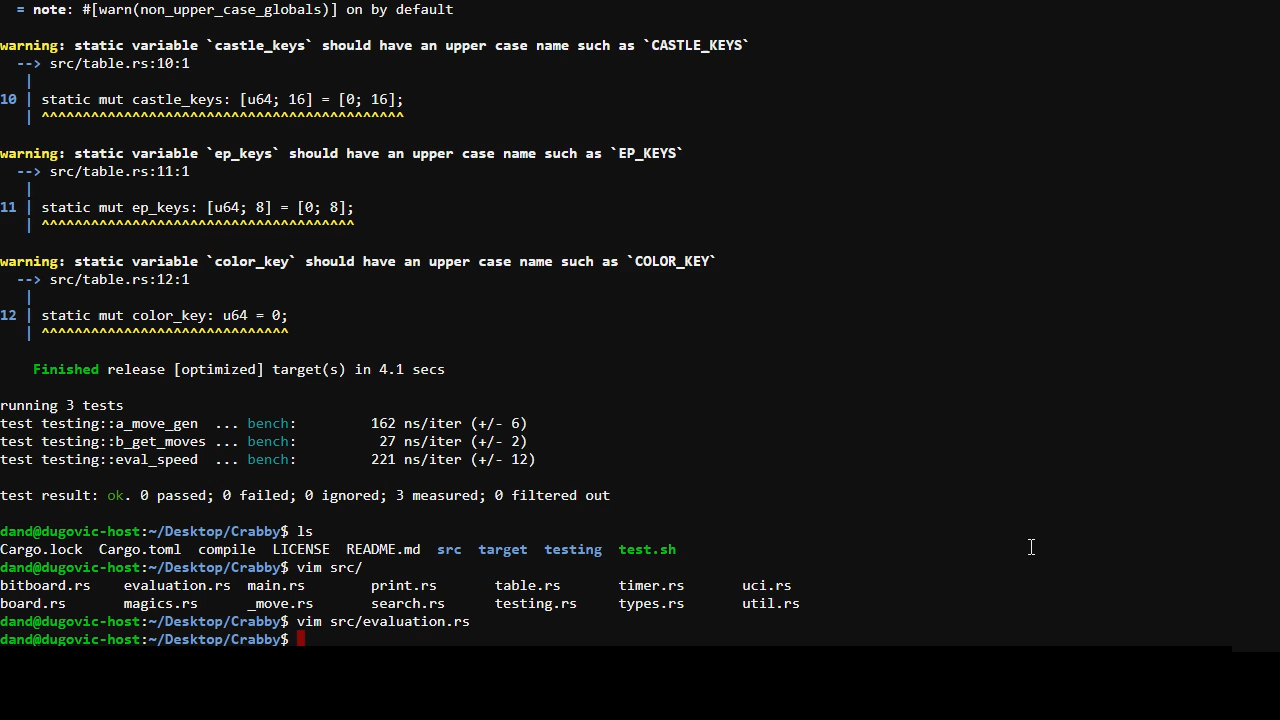 = note: #[warn(non_upper_case_globals)] on by default
warning: static variable `castle_keys` should have an upper case name such as `CASTLE_KEYS`
--> src/table.rs:10:1
|
10 | static mut castle_keys: [u64; 16] = [0; 16];
| ^^^^^^^^^^^^^^^^^^^^^^^^^^^^^^^^^^^^^^^^^^^^
warning: static variable `ep_keys` should have an upper case name such as `EP_KEYS`
--> src/table.rs:11:1
|
11 | static mut ep_keys: [u64; 8] = [0; 8];
| ^^^^^^^^^^^^^^^^^^^^^^^^^^^^^^^^^^^^^^
warning: static variable `color_key` should have an upper case name such as `COLOR_KEY`
--> src/table.rs:12:1
|
12 | static mut color_key: u64 = 0;
| ^^^^^^^^^^^^^^^^^^^^^^^^^^^^^^
Finished release [optimized] target(s) in 4.1 secs
running 3 tests
test testing::a_move_gen  ... bench:         162 ns/iter (+/- 6)
test testing::b_get_moves ... bench:          27 ns/iter (+/- 2)
test testing::eval_speed  ... bench:         221 ns/iter (+/- 12)
test result: ok. 0 passed; 0 failed; 0 ignored; 3 measured; 0 filtered out
dand@dugovic-host:~/Desktop/Crabby$ ls
Cargo.lock  Cargo.toml  compile  LICENSE  README.md  src  target  testing  test.sh
dand@dugovic-host:~/Desktop/Crabby$ vim src/
bitboard.rs    evaluation.rs  main.rs        print.rs       table.rs       timer.rs       uci.rs
board.rs       magics.rs      _move.rs       search.rs      testing.rs     types.rs       util.rs
dand@dugovic-host:~/Desktop/Crabby$ vim src/evaluation.rs
dand@dugovic-host:~/Desktop/Crabby$